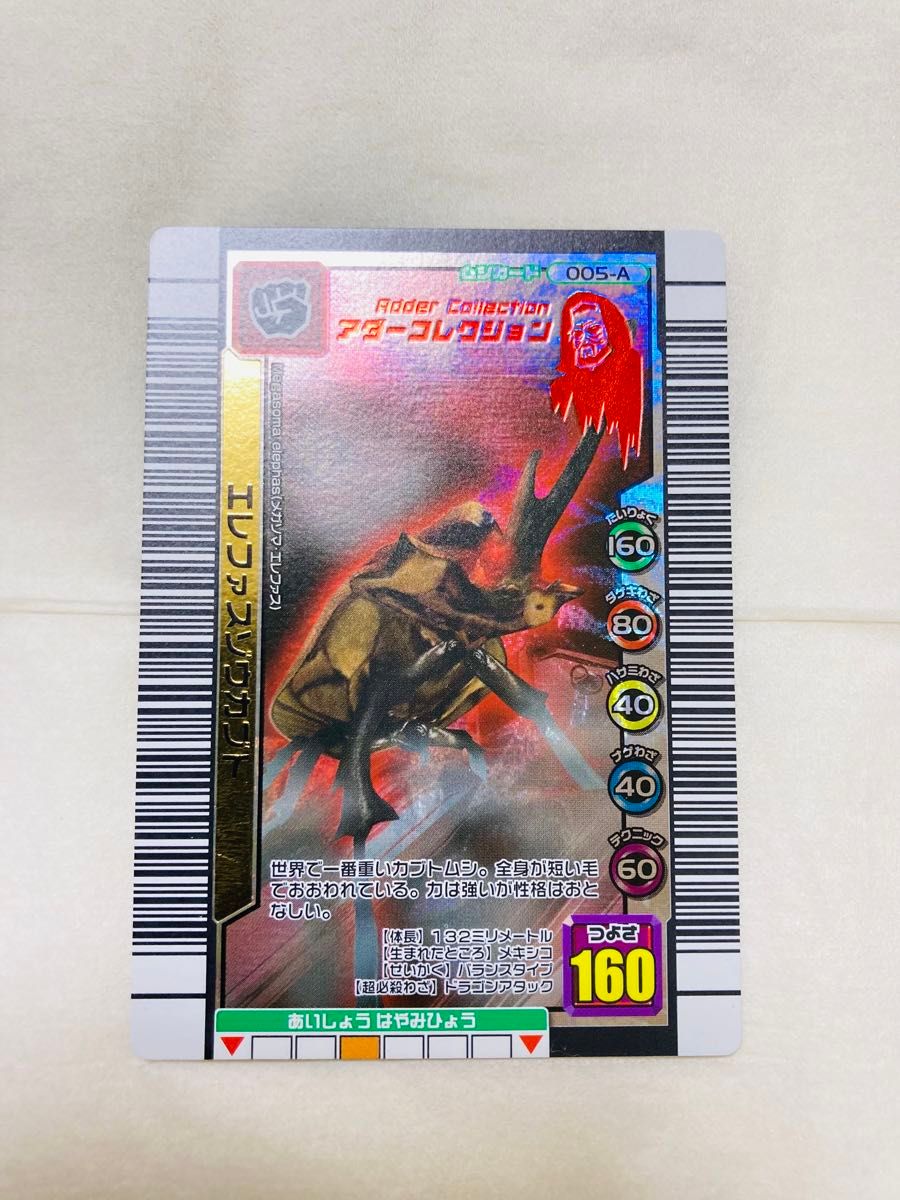 ムシカード 005-A
Adder Collection
アダーコレクション
Megasoma elephas(メガソマ エレファス)
エレファスゾウカブト
たいりょく
160
ダゲキわざ
80
ハサミわざ
40
ナゲわざ
40
テクニック
60
世界で一番重いカブトムシ。全身が短い毛
でおおわれている。力は強いが性格はおと
なしい。
【体長】132ミリメートル
【生まれたところ】メキシコ
【せいかく】バランスタイプ
【超必殺わざ】ドラゴンアタック
つよさ
160
あいしょう はやみひょう